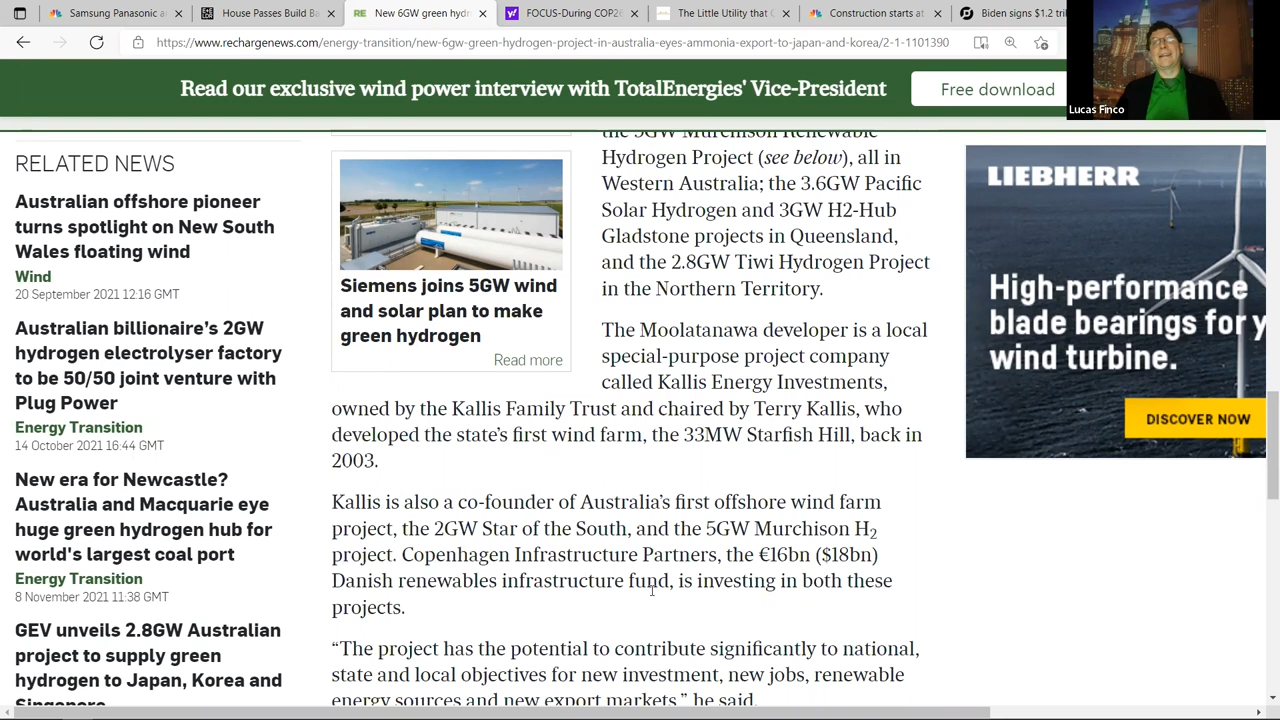 Samsung Panasonic a
House Passes Build Ba
RE New 6GW green hydr
FOCUS-During COP26
The Little Utility that C
Construction starts at
Biden signs $1.2 tri
https://www.rechargenews.com/energy-transition/new-6gw-green-hydrogen-project-in-australia-eyes-ammonia-export-to-japan-and-korea/2-1-1101390
Lucas Finco
Read our exclusive wind power interview with TotalEnergies' Vice-President
Free download
RELATED NEWS
Australian offshore pioneer
turns spotlight on New South
Wales floating wind
Wind
20 September 2021 12:16 GMT
Australian billionaire's 2GW
hydrogen electrolyser factory
to be 50/50 joint venture with
Plug Power
Energy Transition
14 October 2021 16:44 GMT
New era for Newcastle?
Australia and Macquarie eye
huge green hydrogen hub for
world's largest coal port
Energy Transition
8 November 2021 11:38 GMT
GEV unveils 2.8GW Australian
project to supply green
hydrogen to Japan, Korea and
Singapore
Siemens joins 5GW wind
and solar plan to make
green hydrogen
Read more
the 5GW Murchison Renewable
Hydrogen Project (see below), all in
Western Australia; the 3.6GW Pacific
Solar Hydrogen and 3GW H2-Hub
Gladstone projects in Queensland,
and the 2.8GW Tiwi Hydrogen Project
in the Northern Territory.
The Moolatanawa developer is a local
special-purpose project company
called Kallis Energy Investments,
owned by the Kallis Family Trust and chaired by Terry Kallis, who
developed the state's first wind farm, the 33MW Starfish Hill, back in
2003.
Kallis is also a co-founder of Australia's first offshore wind farm
project, the 2GW Star of the South, and the 5GW Murchison H₂
project. Copenhagen Infrastructure Partners, the €16bn ($18bn)
Danish renewables infrastructure fund, is investing in both these
projects.
“The project has the potential to contribute significantly to national,
state and local objectives for new investment, new jobs, renewable
energy sources and new export markets,” he said.
LIEBHERR
High-performance
blade bearings for y
wind turbine.
DISCOVER NOW